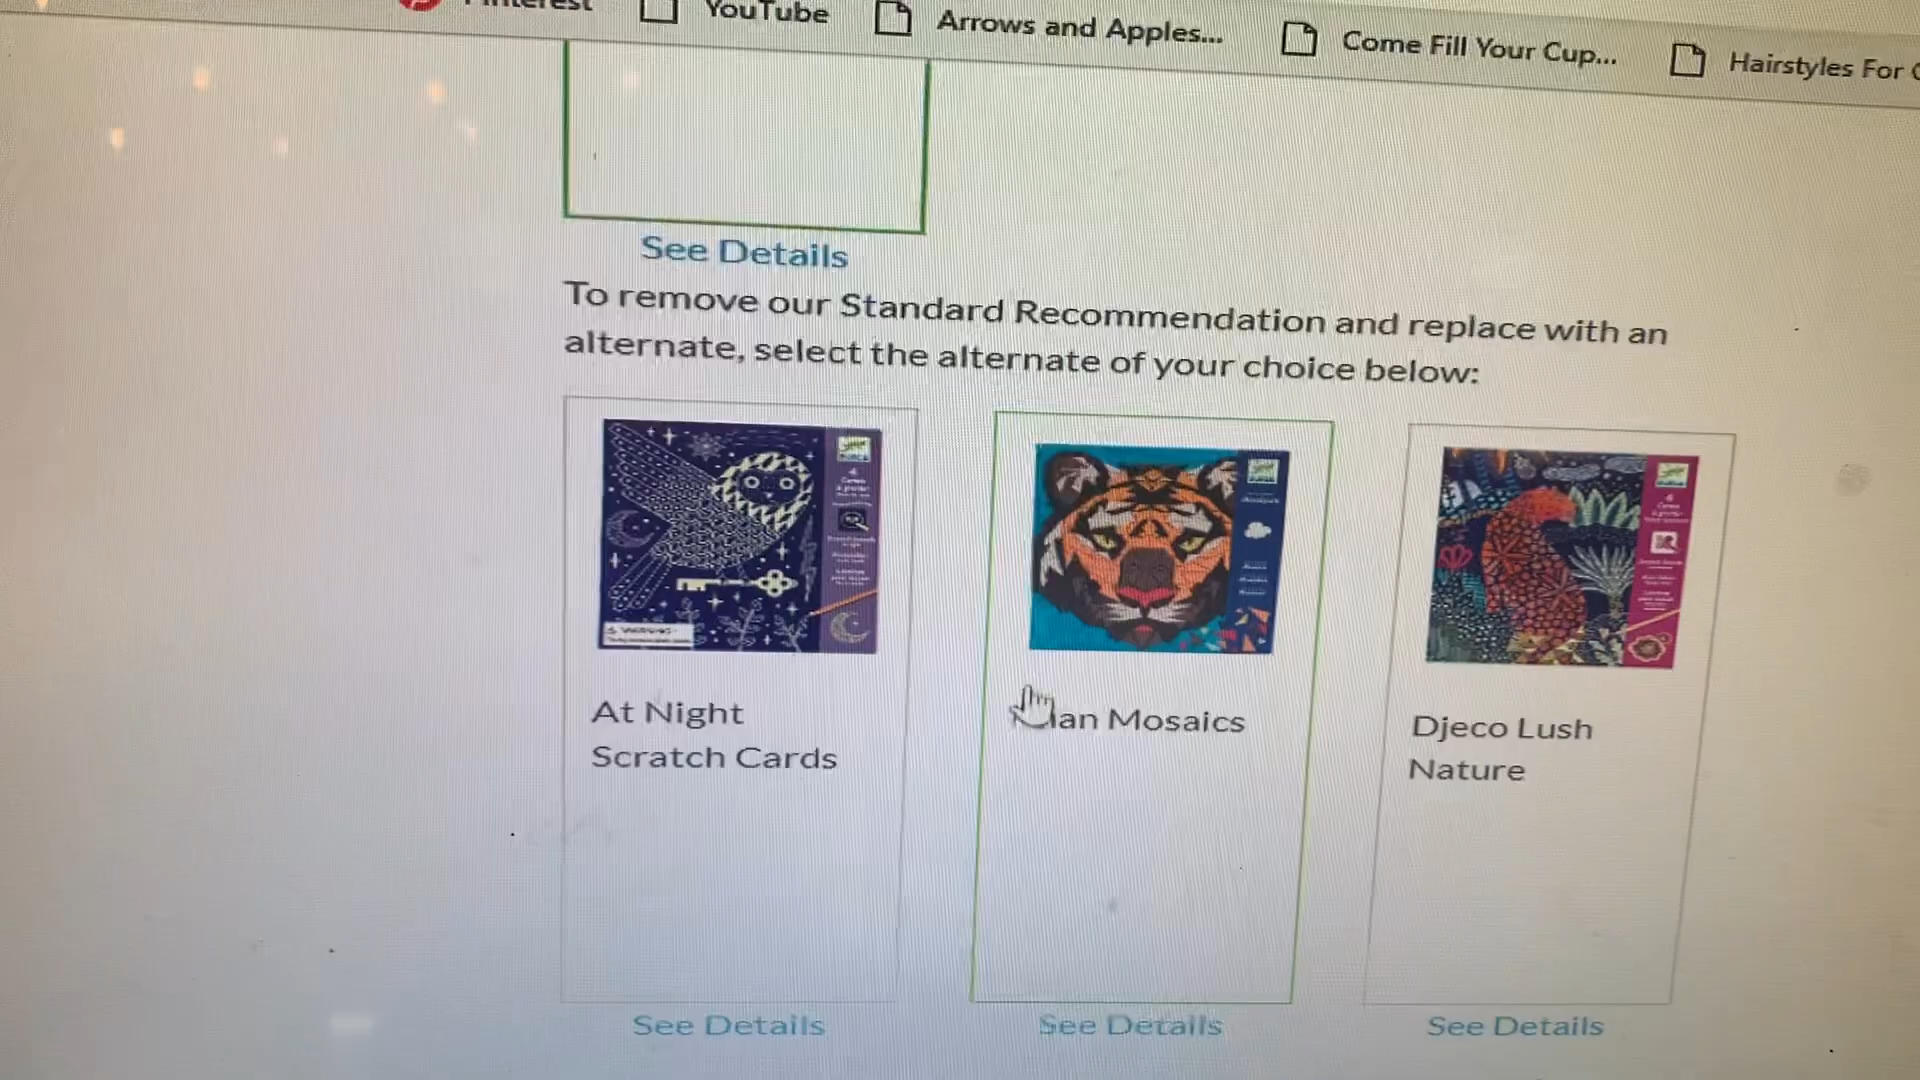 YouTube
Arrows and Apples...
Come Fill Your Cup...
Hairstyles For
See Details
To remove our Standard Recommendation and replace with an
alternate, select the alternate of your choice below:
At Night
Scratch Cards
Mosaics
Djeco Lush
Nature
See Details
See Details
See Details